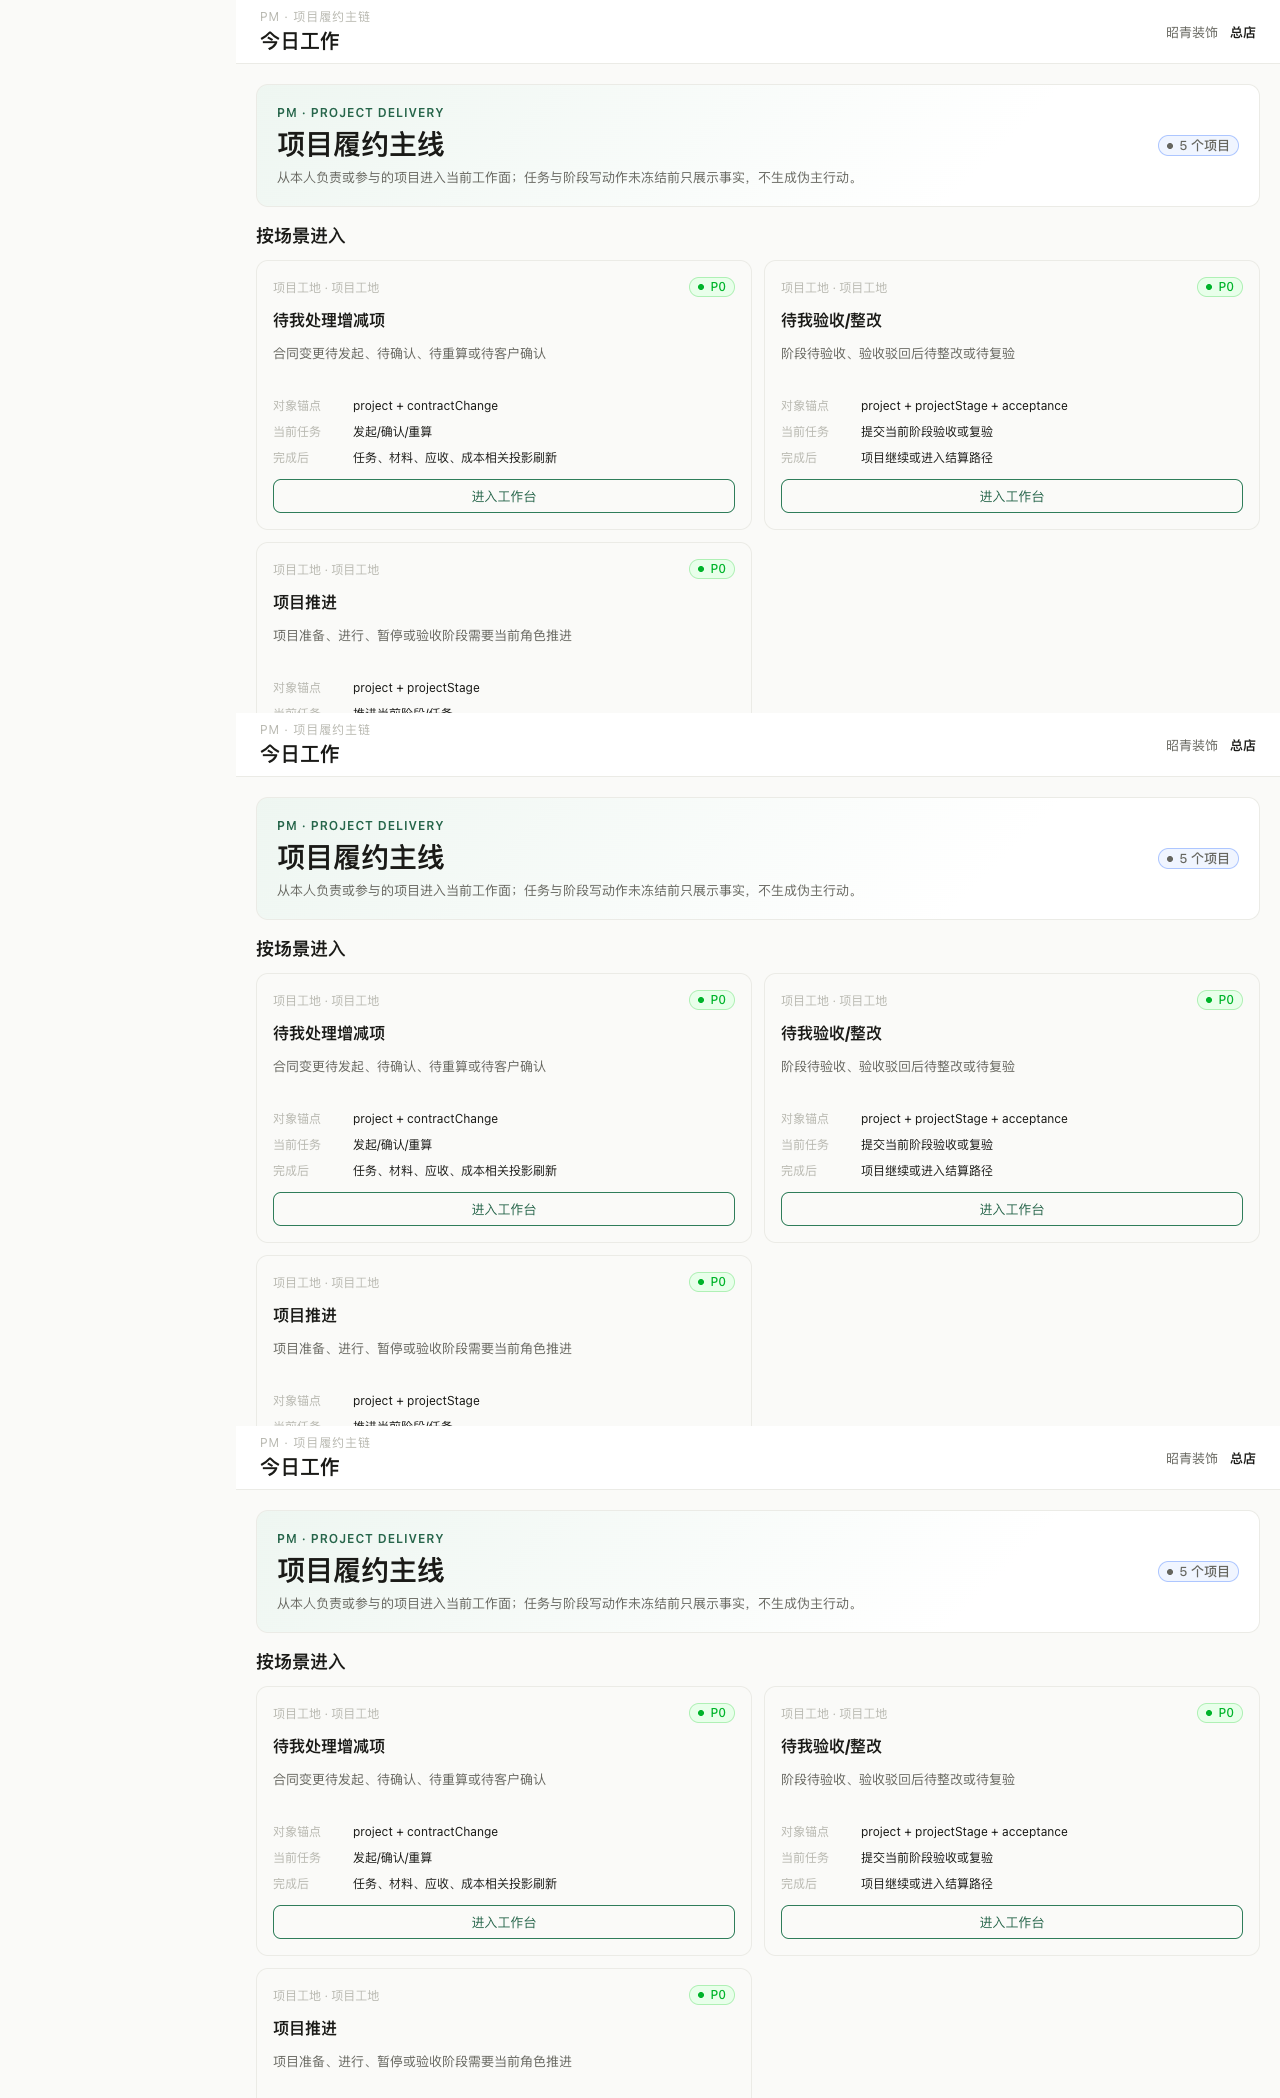 PM · 项目履约主链
今日工作
昭青装饰 总店
PM · PROJECT DELIVERY
项目履约主线
5 个项目
从本人负责或参与的项目进入当前工作面；任务与阶段写动作未冻结前只展示事实，不生成伪主行动。
按场景进入
项目工地 · 项目工地
P0
待我处理增减项
合同变更待发起、待确认、待重算或待客户确认
对象锚点 project + contractChange
当前任务 发起/确认/重算
完成后 任务、材料、应收、成本相关投影刷新
进入工作台
项目工地 · 项目工地
P0
待我验收/整改
阶段待验收、验收驳回后待整改或待复验
对象锚点 project + projectStage + acceptance
当前任务 提交当前阶段验收或复验
完成后 项目继续或进入结算路径
进入工作台
项目工地 · 项目工地
P0
项目推进
项目准备、进行、暂停或验收阶段需要当前角色推进
对象锚点 project + projectStage
当前任务 推进当前阶段/任务
PM · 项目履约主链
今日工作
昭青装饰 总店
PM · PROJECT DELIVERY
项目履约主线
5 个项目
从本人负责或参与的项目进入当前工作面；任务与阶段写动作未冻结前只展示事实，不生成伪主行动。
按场景进入
项目工地 · 项目工地
P0
待我处理增减项
合同变更待发起、待确认、待重算或待客户确认
对象锚点 project + contractChange
当前任务 发起/确认/重算
完成后 任务、材料、应收、成本相关投影刷新
进入工作台
项目工地 · 项目工地
P0
待我验收/整改
阶段待验收、验收驳回后待整改或待复验
对象锚点 project + projectStage + acceptance
当前任务 提交当前阶段验收或复验
完成后 项目继续或进入结算路径
进入工作台
项目工地 · 项目工地
P0
项目推进
项目准备、进行、暂停或验收阶段需要当前角色推进
对象锚点 project + projectStage
当前任务 推进当前阶段/任务
PM · 项目履约主链
今日工作
昭青装饰 总店
PM · PROJECT DELIVERY
项目履约主线
5 个项目
从本人负责或参与的项目进入当前工作面；任务与阶段写动作未冻结前只展示事实，不生成伪主行动。
按场景进入
项目工地 · 项目工地
P0
待我处理增减项
合同变更待发起、待确认、待重算或待客户确认
对象锚点 project + contractChange
当前任务 发起/确认/重算
完成后 任务、材料、应收、成本相关投影刷新
进入工作台
项目工地 · 项目工地
P0
待我验收/整改
阶段待验收、验收驳回后待整改或待复验
对象锚点 project + projectStage + acceptance
当前任务 提交当前阶段验收或复验
完成后 项目继续或进入结算路径
进入工作台
项目工地 · 项目工地
P0
项目推进
项目准备、进行、暂停或验收阶段需要当前角色推进